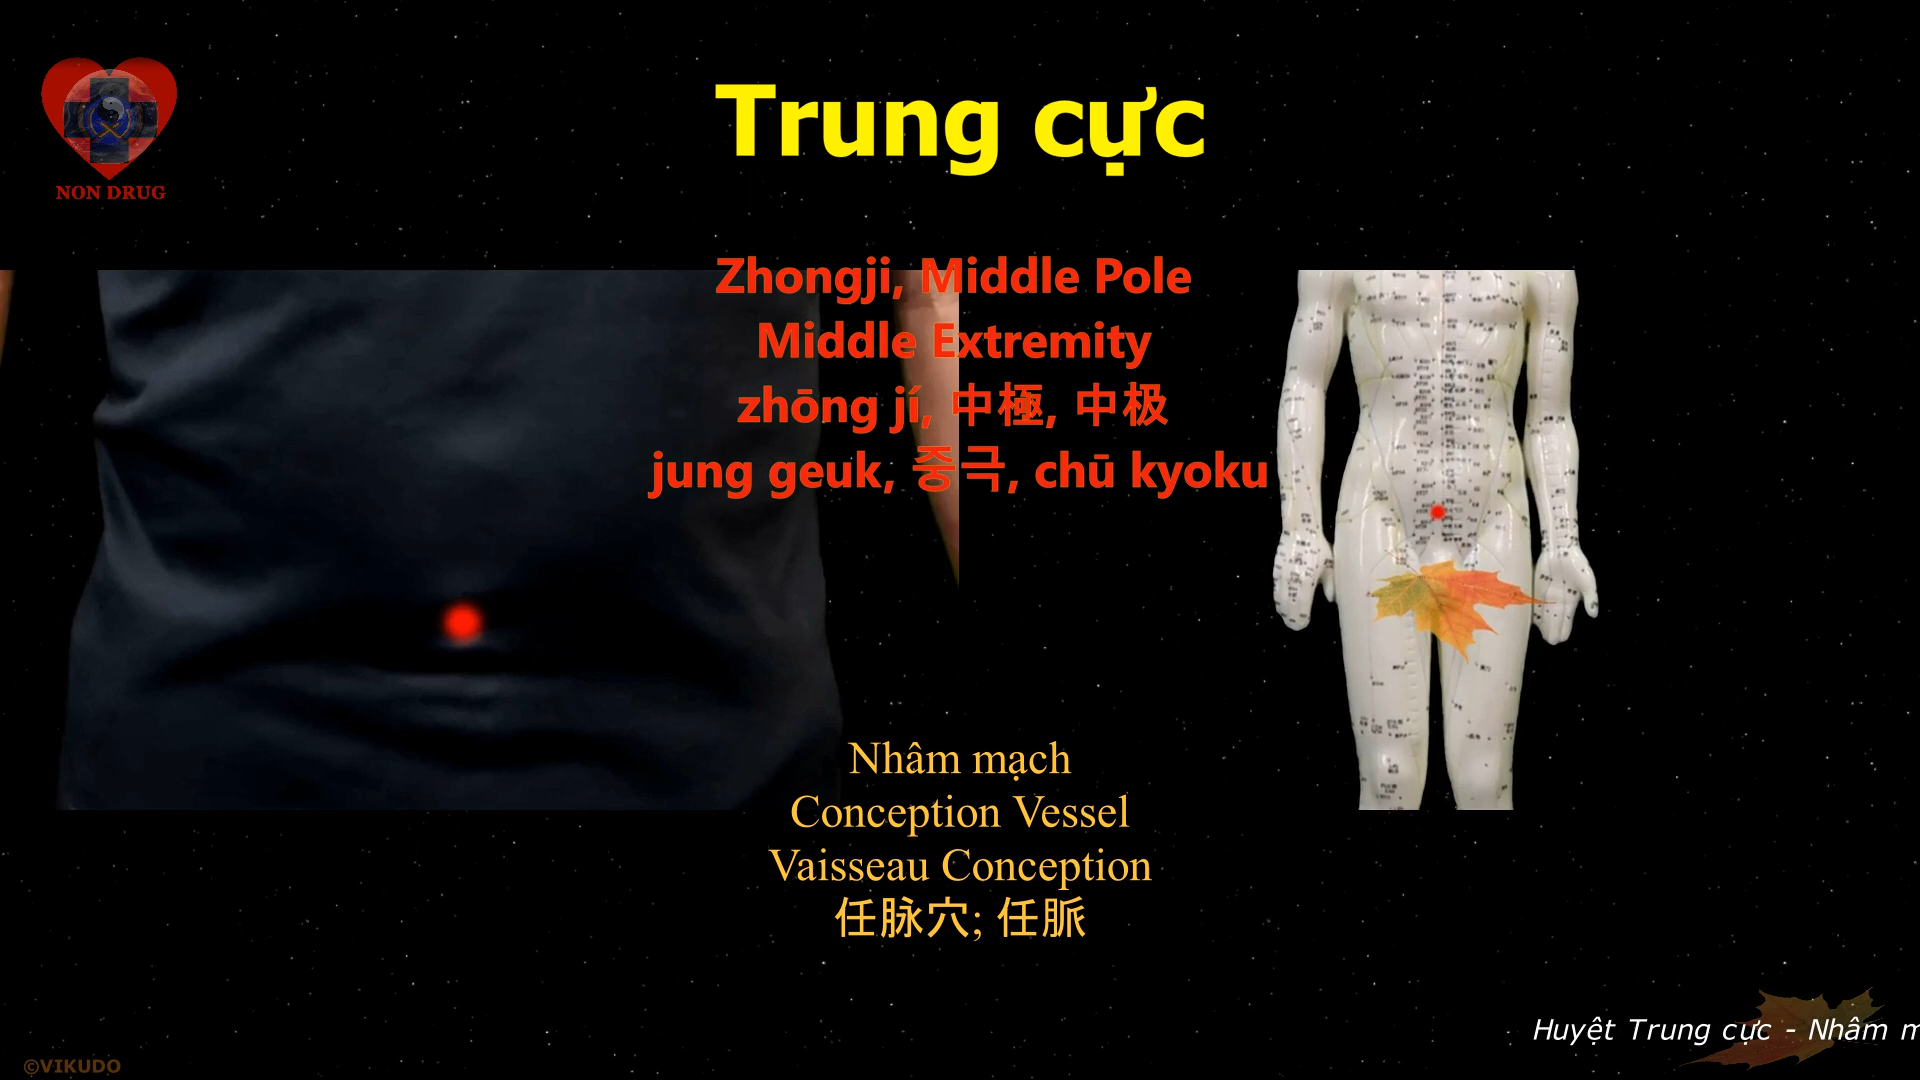 NON DRUG
Trung cực
Zhongji, Middle Pole
Middle Extremity
zhōng jí, 中極, 中极
jung geuk, 중극, chū kyoku
Nhâm mạch
Conception Vessel
Vaisseau Conception
任脉穴; 任脈
Huyệt Trung cực - Nhâm m
©VIKUDO